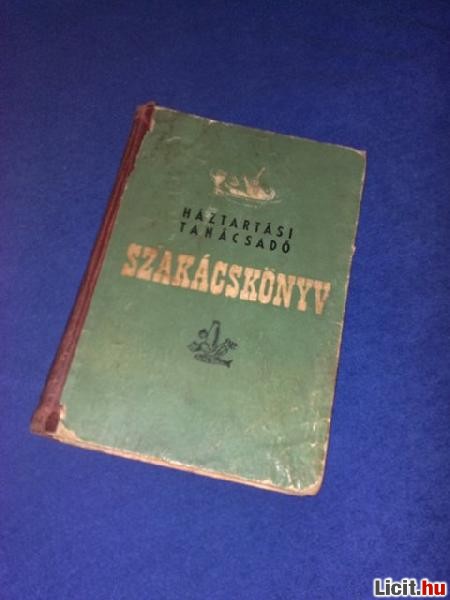 HÁZTARTÁSI
TANÁCSADÓ
SZAKÁCSKÖNYV
Licit.hu